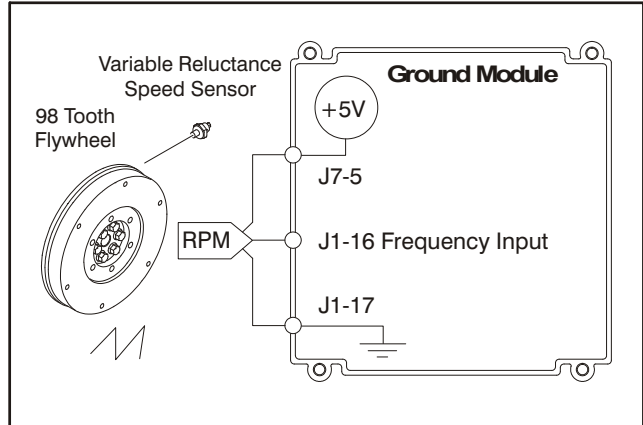 Variable Reluctance
Speed Sensor
98 Tooth
Flywheel
Ground Module
+5V
J7-5
RPM
J1-16 Frequency Input
J1-17